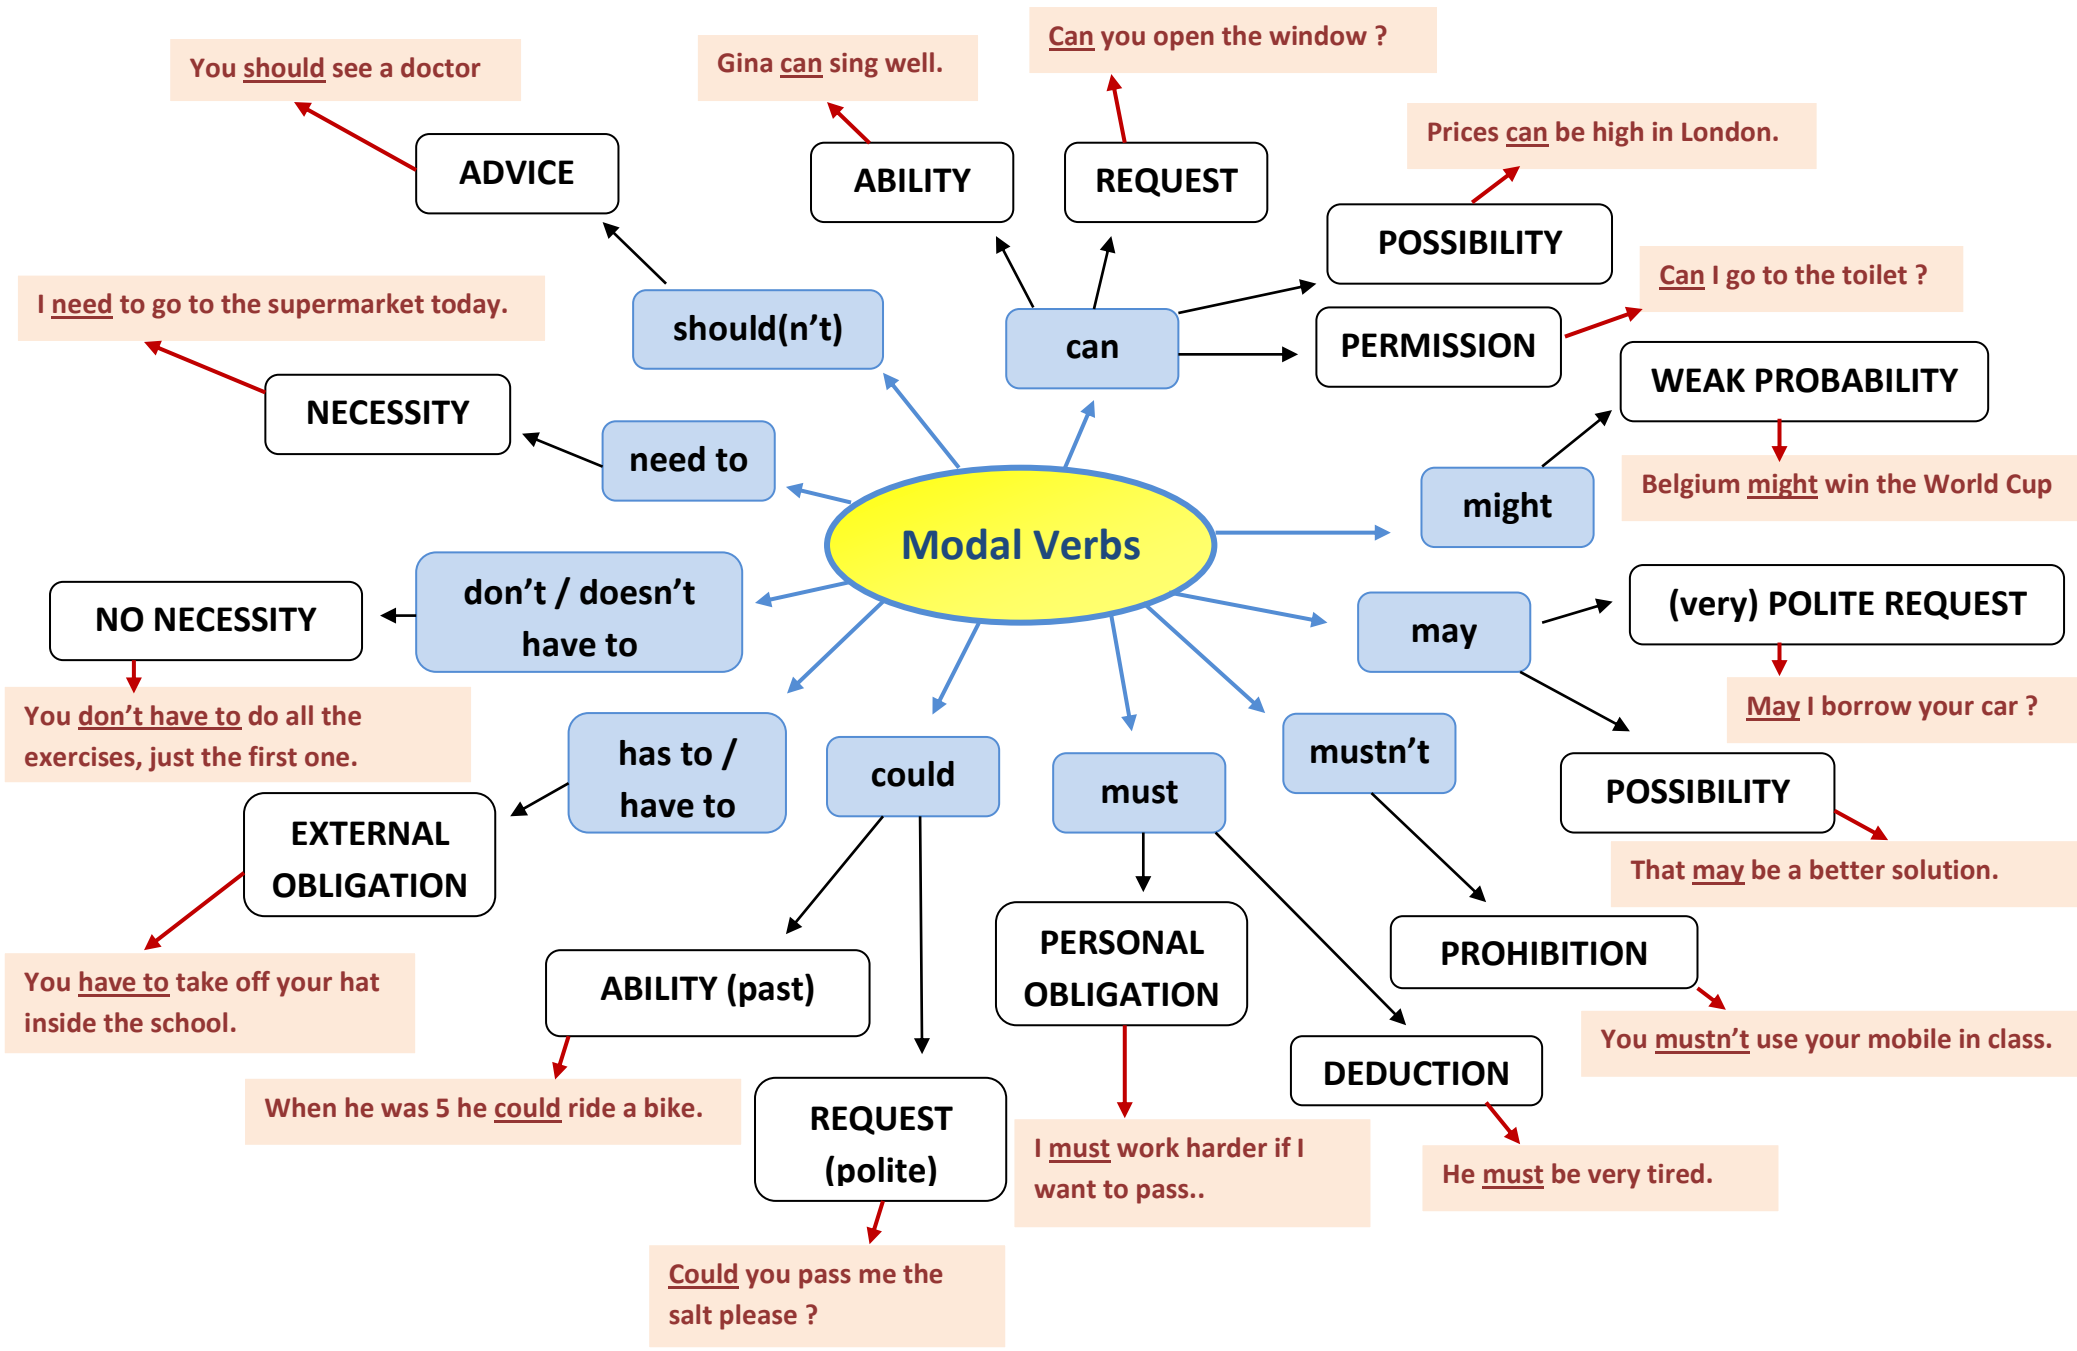 Modal Verbs
should(n't)
ADVICE
You should see a doctor
can
ABILITY
Gina can sing well.
REQUEST
Can you open the window ?
POSSIBILITY
Prices can be high in London.
PERMISSION
Can I go to the toilet ?
might
WEAK PROBABILITY
Belgium might win the World Cup
may
(very) POLITE REQUEST
May I borrow your car ?
POSSIBILITY
That may be a better solution.
mustn't
PROHIBITION
You mustn't use your mobile in class.
must
PERSONAL
OBLIGATION
I must work harder if I
want to pass..
DEDUCTION
He must be very tired.
could
ABILITY (past)
When he was 5 he could ride a bike.
REQUEST
(polite)
Could you pass me the
salt please ?
has to /
have to
EXTERNAL
OBLIGATION
You have to take off your hat
inside the school.
don't / doesn't
have to
NO NECESSITY
You don't have to do all the
exercises, just the first one.
need to
NECESSITY
I need to go to the supermarket today.